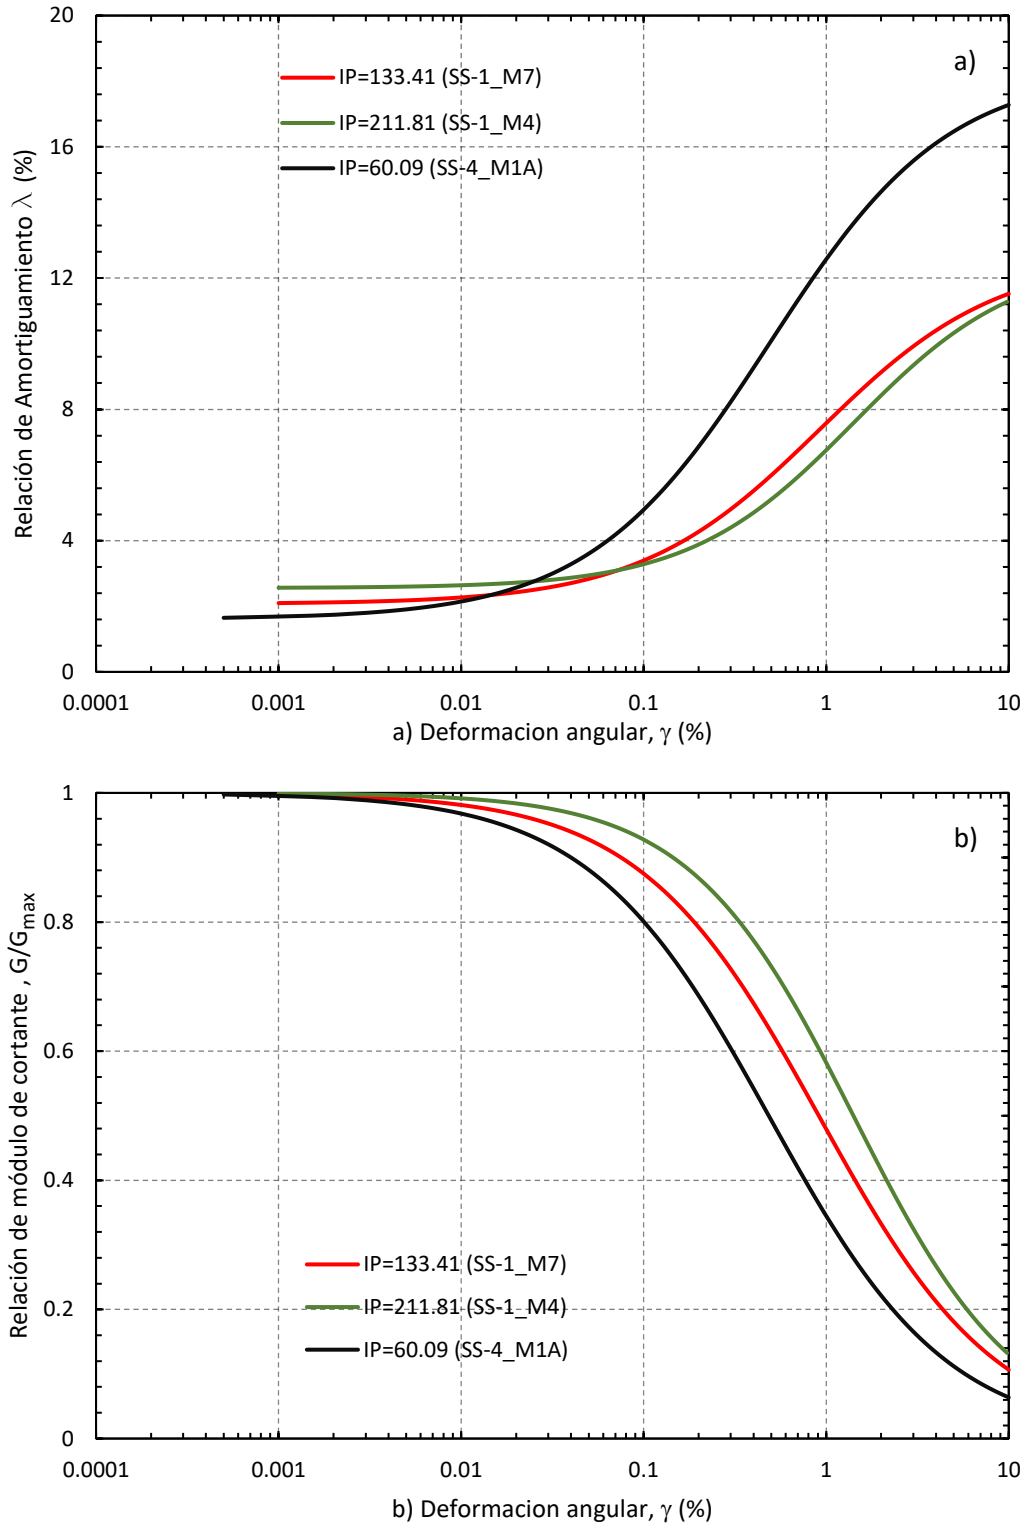 20
16
12
8
4
0
Relación de Amortiguamiento λ (%)
a)
IP=133.41 (SS-1_M7)
IP=211.81 (SS-1_M4)
IP=60.09 (SS-4_M1A)
0.0001 0.001 0.01 0.1 1 10
a) Deformacion angular, γ (%)
1
0.8
0.6
0.4
0.2
0
Relación de módulo de cortante , G/Gmax
b)
IP=133.41 (SS-1_M7)
IP=211.81 (SS-1_M4)
IP=60.09 (SS-4_M1A)
0.0001 0.001 0.01 0.1 1 10
b) Deformacion angular, γ (%)